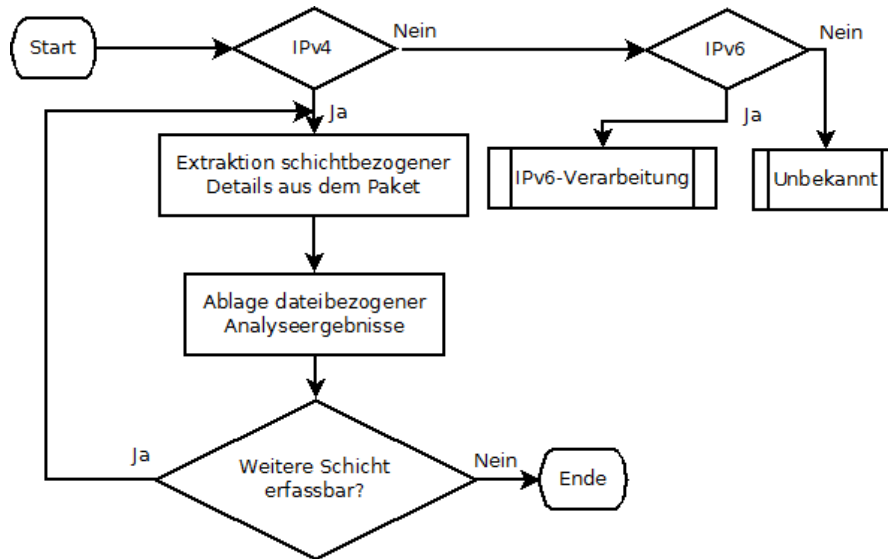 Start
IPv4
Nein
IPv6
Nein
Ja
Ja
Extraktion schichtbezogener
Details aus dem Paket
IPv6-Verarbeitung
Unbekannt
Ablage dateibezogener
Analyseergebnisse
Ja
Weitere Schicht
erfassbar?
Nein
Ende